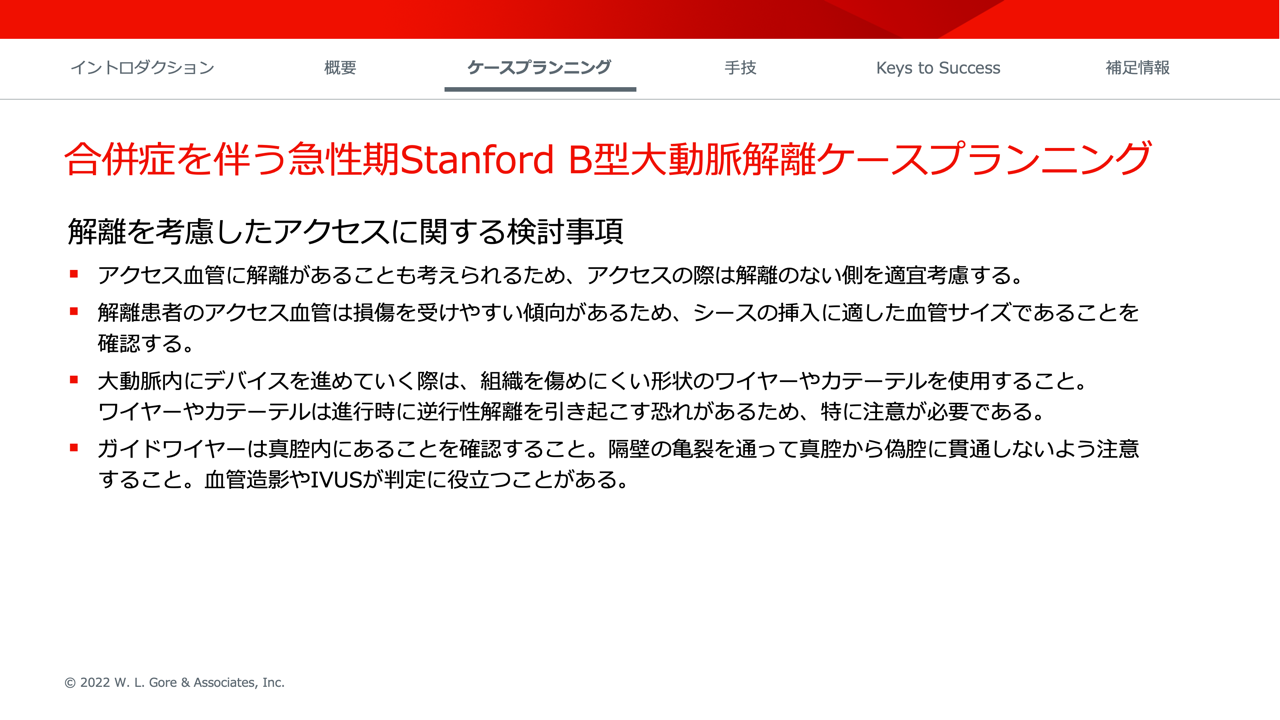 イントロダクション
概要
ケースプランニング
手技
Keys to Success
補足情報
合併症を伴う急性期Stanford B型大動脈解離ケースプランニング
解離を考慮したアクセスに関する検討事項
▪ アクセス血管に解離があることも考えられるため、アクセスの際は解離のない側を適宜考慮する。
▪ 解離患者のアクセス血管は損傷を受けやすい傾向があるため、シースの挿入に適した血管サイズであることを
確認する。
▪ 大動脈内にデバイスを進めていく際は、組織を傷めにくい形状のワイヤーやカテーテルを使用すること。
ワイヤーやカテーテルは進行時に逆行性解離を引き起こす恐れがあるため、特に注意が必要である。
▪ ガイドワイヤーは真腔内にあることを確認すること。隔壁の亀裂を通って真腔から偽腔に貫通しないよう注意
すること。血管造影やIVUSが判定に役立つことがある。
© 2022 W. L. Gore & Associates, Inc.